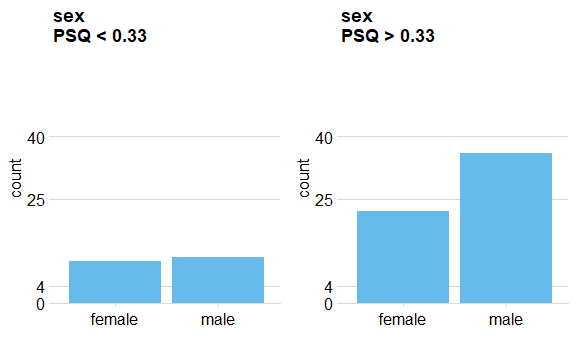 sex
PSQ < 0.33
40
25
4
0
count
female
male
sex
PSQ > 0.33
40
25
4
0
count
female
male